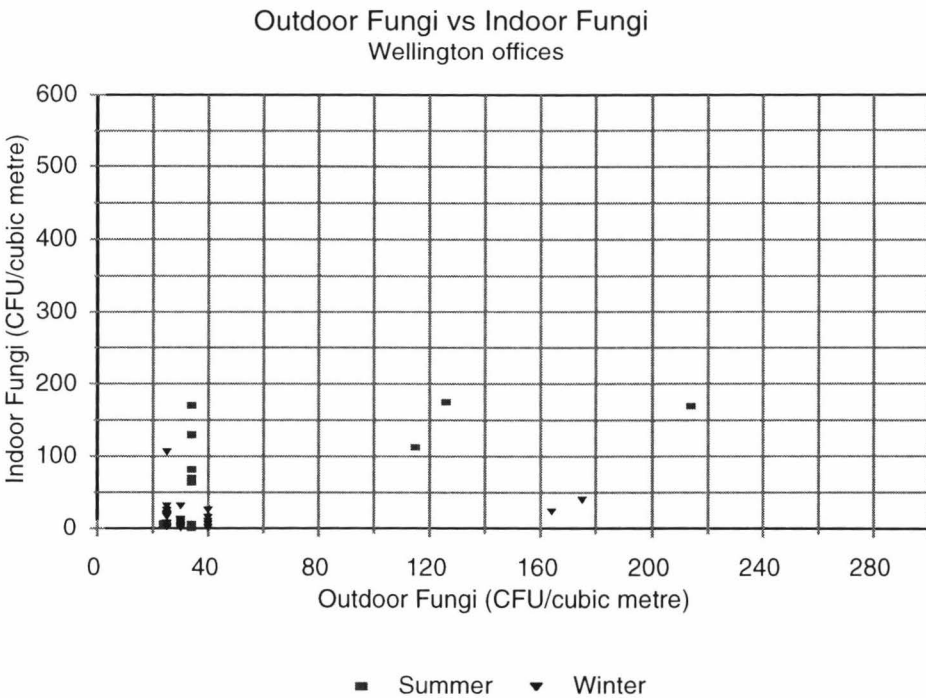 Outdoor Fungi vs Indoor Fungi
Wellington offices
Indoor Fungi (CFU/cubic metre)
600
500
400
300
200
100
0
0 40 80 120 160 200 240 280
Outdoor Fungi (CFU/cubic metre)
Summer Winter